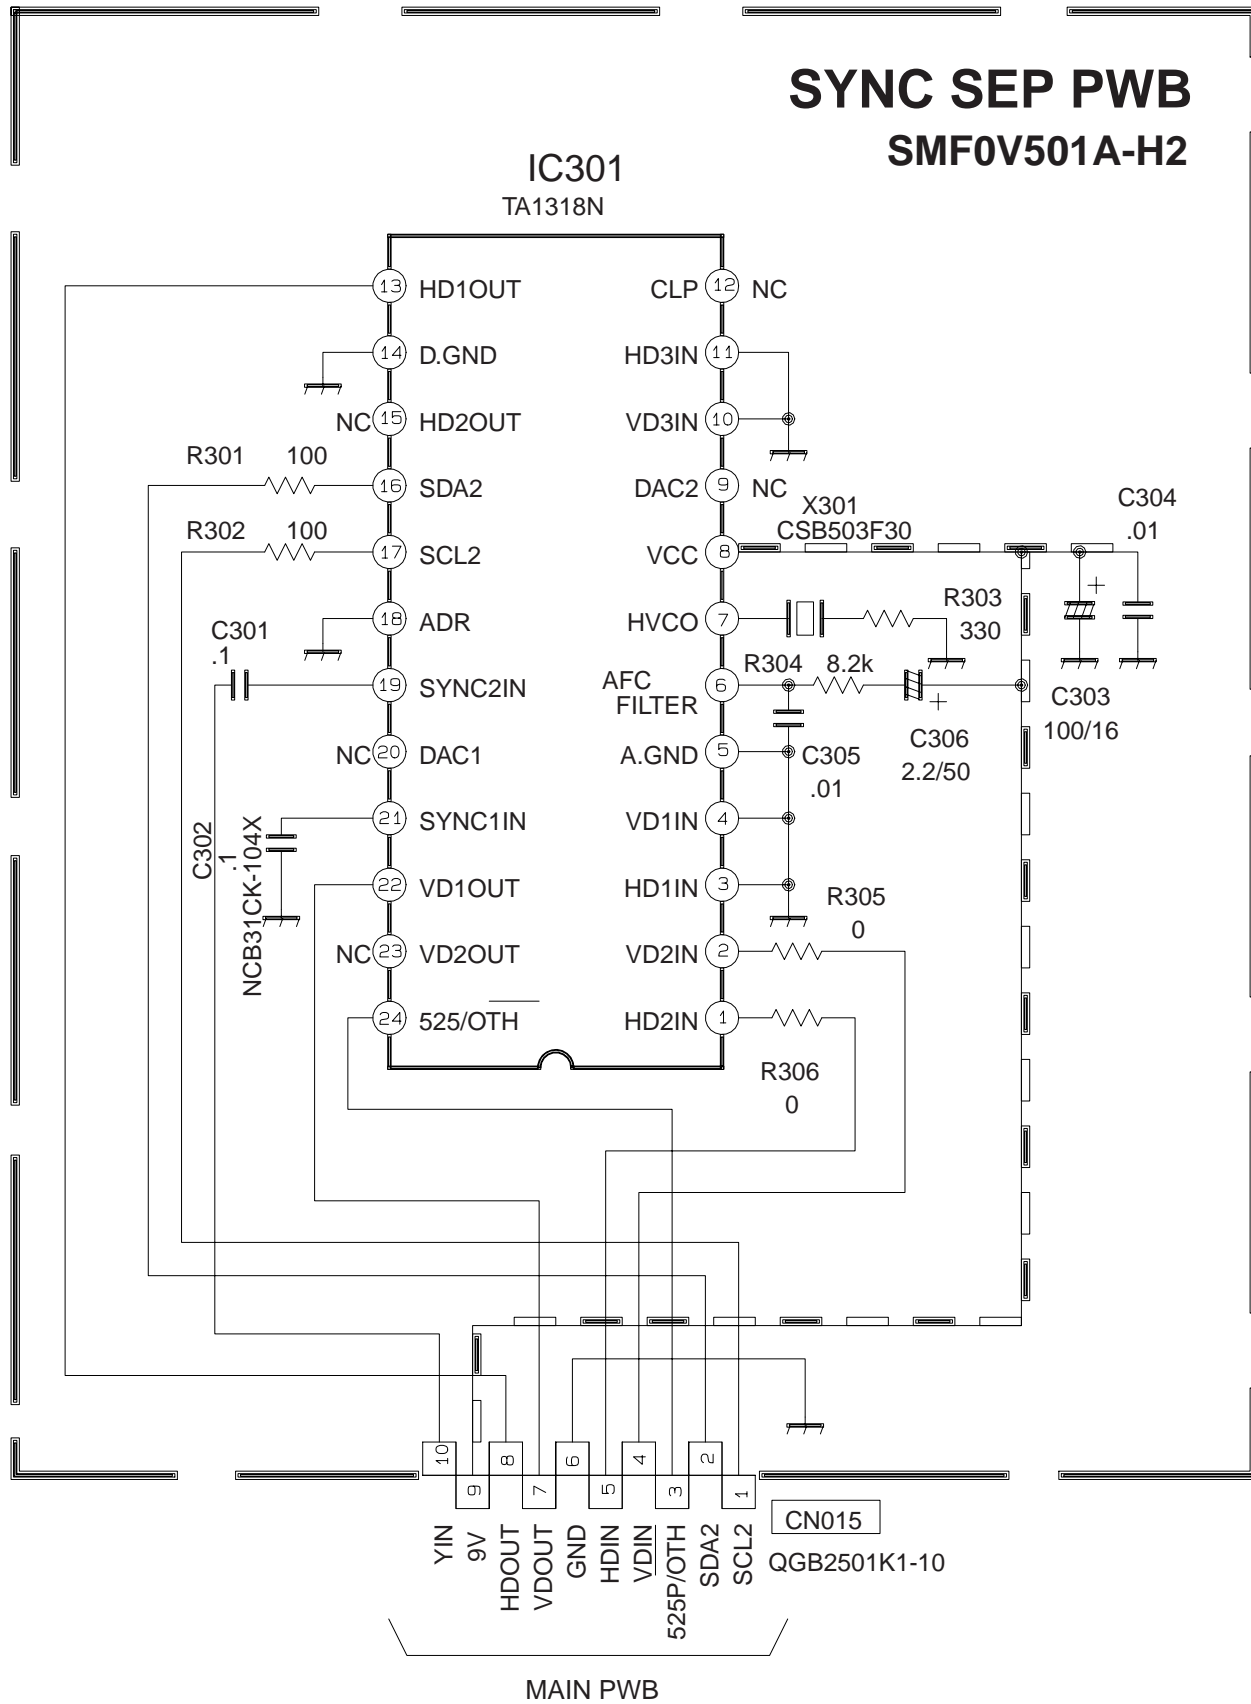 SYNC SEP PWB
SMF0V501A-H2
IC301
TA1318N
13 HD1OUT CLP 12 NC
14 D.GND HD3IN 11
NC 15 HD2OUT VD3IN 10
R301 100
16 SDA2 DAC2 9 NC
X301
CSB503F30
C304
.01
R302 100
17 SCL2 VCC 8
+
C301
.1
18 ADR HVCO 7
R303
330
19 SYNC2IN AFC FILTER 6
R304 8.2k
+
C303
100/16
C306
2.2/50
NC 20 DAC1 A.GND 5
C305
.01
C302
.1
NCB31CK-104X
21 SYNC1IN VD1IN 4
22 VD1OUT HD1IN 3
R305
0
NC 23 VD2OUT VD2IN 2
24 525/OTH HD2IN 1
R306
0
10 9 8 7 6 5 4 3 2 1
YIN
9V
HDOUT
VDOUT
GND
HDIN
VDIN
525P/OTH
SDA2
SCL2
CN015
QGB2501K1-10
MAIN PWB